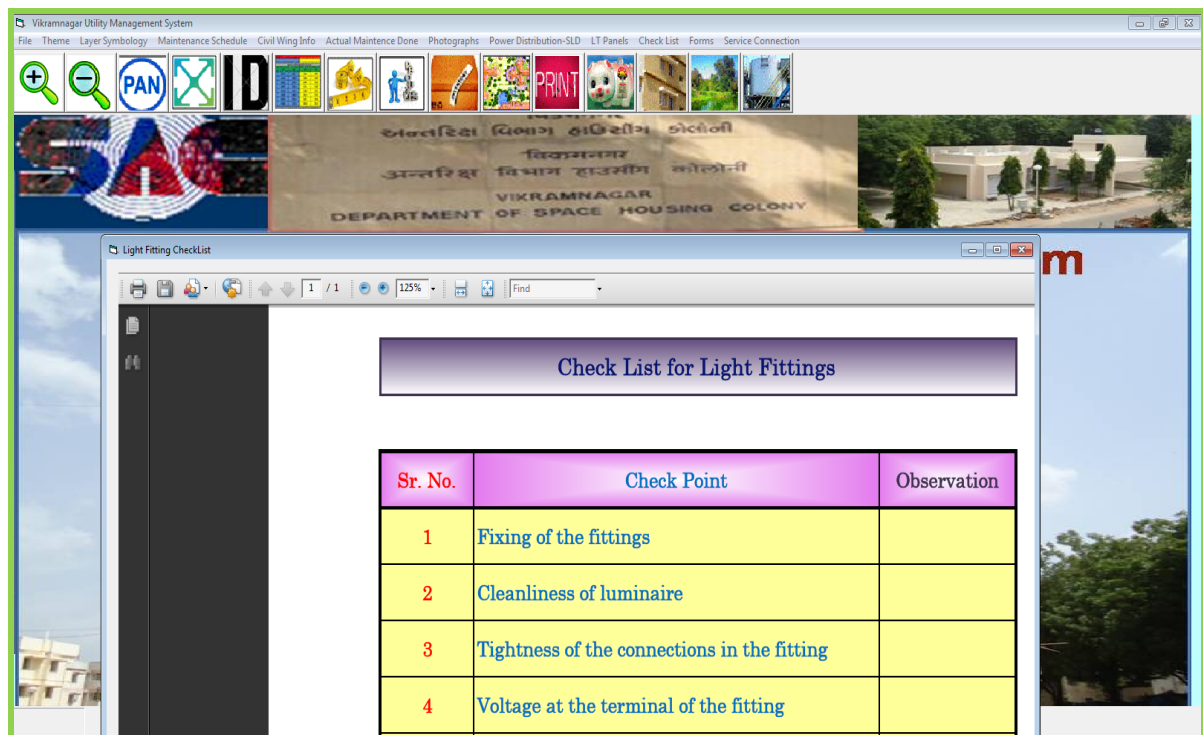 Vikramnagar Utility Management System
File Theme Layer Symbology Maintenance Schedule Civil Wing Info Actual Maintence Done Photographs Power Distribution-SLD LT Panels Check List Forms Service Connection
PAN ID PRINT
SAC
અન્તરિક્ષ વિભાગ હાઉસીંગ કોલોની
विक्रमनगर
अन्तरिक्ष विभाग हाउसींग कोलोनी
VIKRAMNAGAR
DEPARTMENT OF SPACE HOUSING COLONY
m
Light Fitting CheckList
1 / 1 125% Find
Check List for Light Fittings
Sr. No. Check Point Observation
1 Fixing of the fittings
2 Cleanliness of luminaire
3 Tightness of the connections in the fitting
4 Voltage at the terminal of the fitting